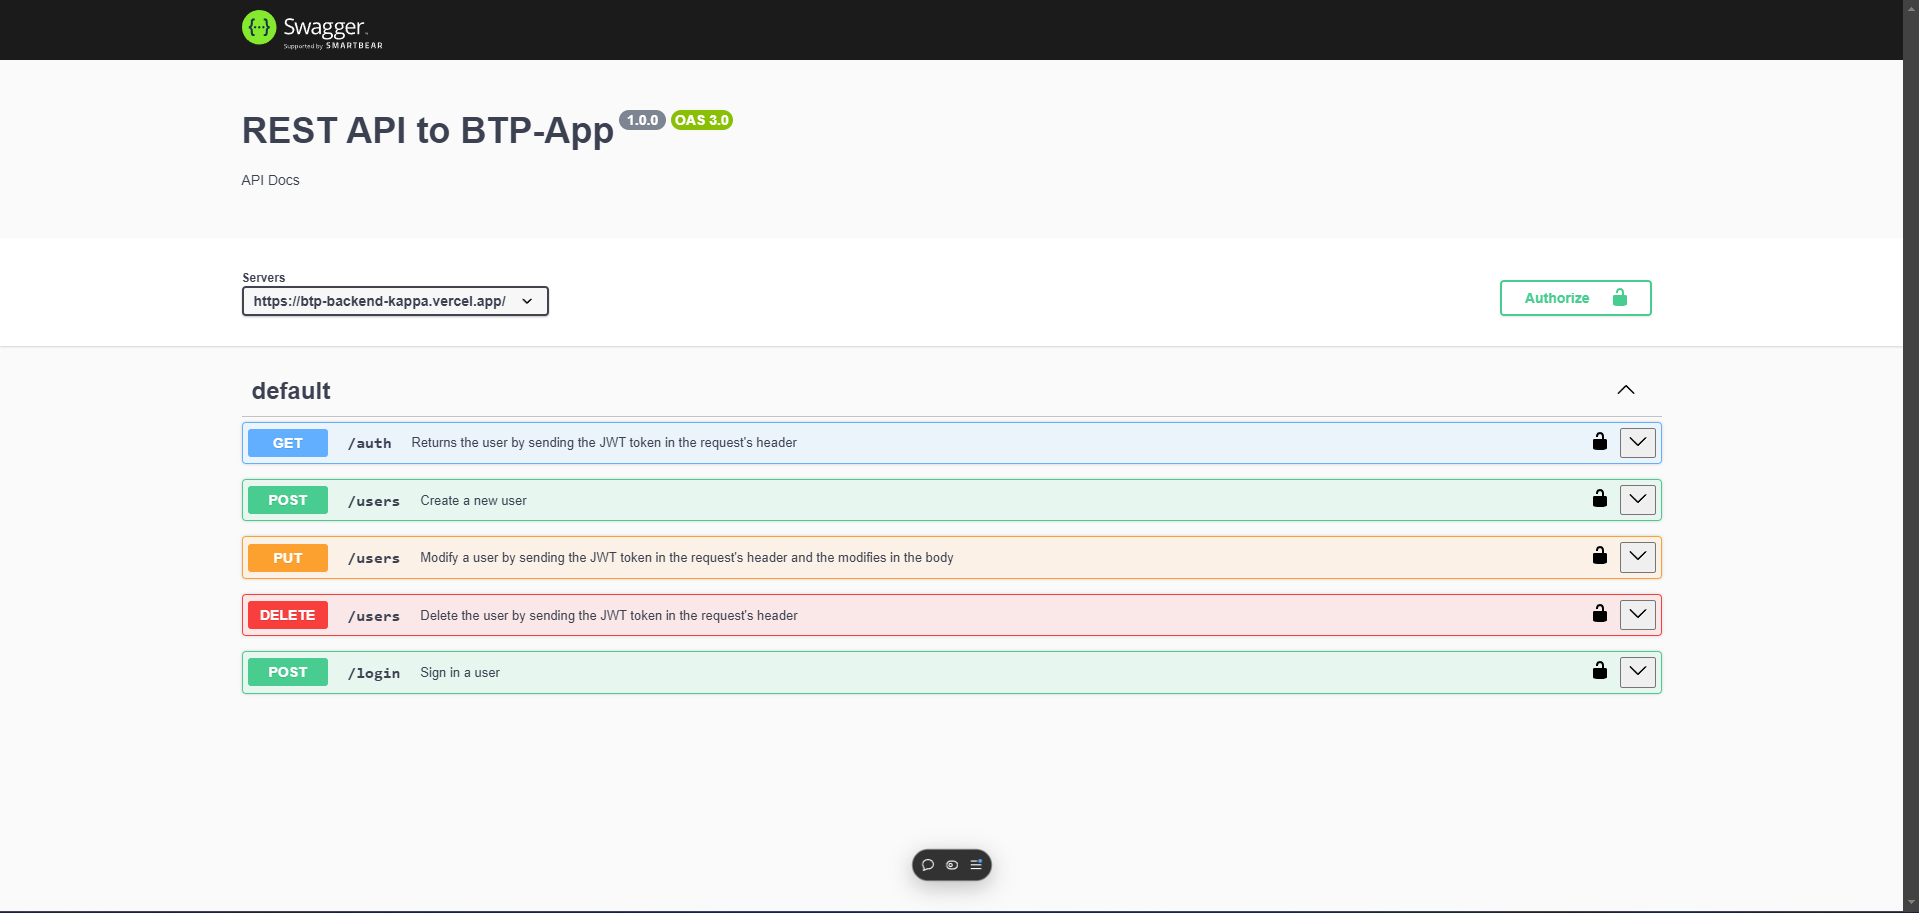 Swagger
Supported by SMARTBEAR
REST API to BTP-App 1.0.0 OAS 3.0
API Docs
Servers
https://btp-backend-kappa.vercel.app/
Authorize
default
GET /auth Returns the user by sending the JWT token in the request's header
POST /users Create a new user
PUT /users Modify a user by sending the JWT token in the request's header and the modifies in the body
DELETE /users Delete the user by sending the JWT token in the request's header
POST /login Sign in a user